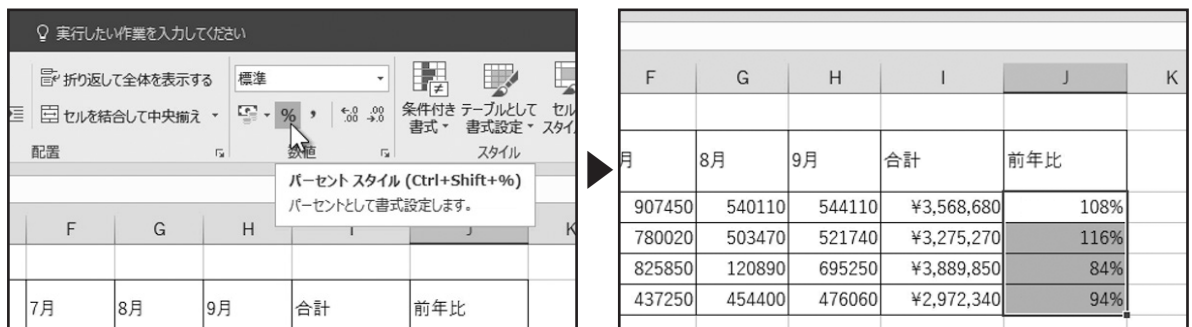 実行したい作業を入力してください
折り返して全体を表示する
標準
セルを結合して中央揃え
%
,
←.0 .00
.00 →.0
条件付き 書式
テーブルとして 書式設定
セル スタイ
配置
数値
スタイル
パーセント スタイル (Ctrl+Shift+%)
パーセントとして書式設定します。
F G H I J K
7月 8月 9月 合計 前年比
F G H I J K
月 8月 9月 合計 前年比
907450 540110 544110 ¥3,568,680 108%
780020 503470 521740 ¥3,275,270 116%
825850 120890 695250 ¥3,889,850 84%
437250 454400 476060 ¥2,972,340 94%